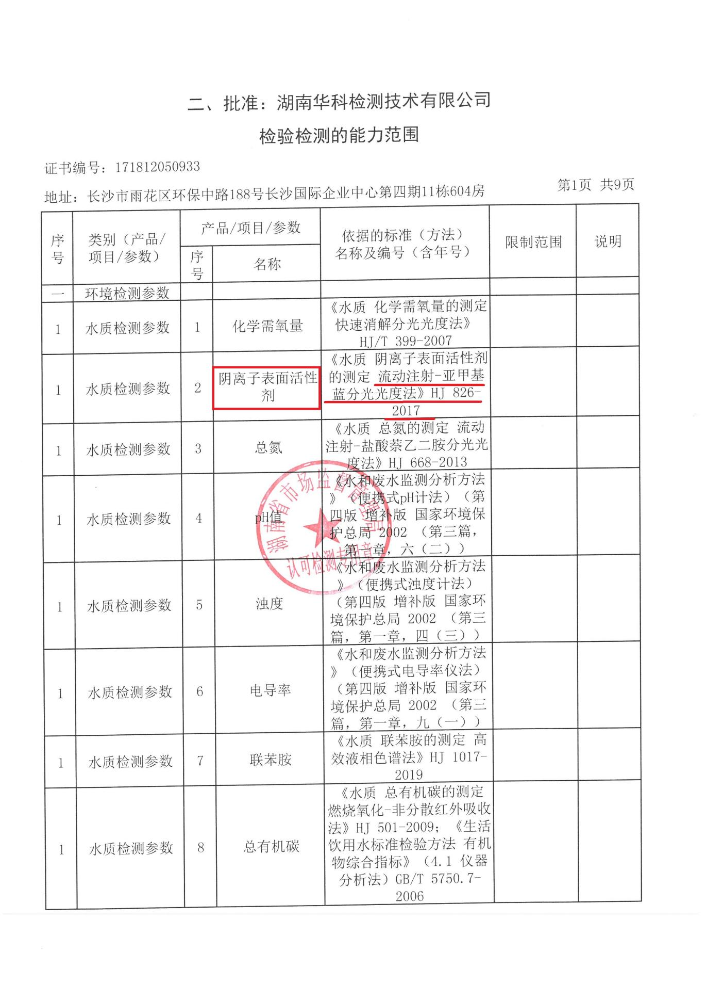 二、批准：湖南华科检测技术有限公司
检验检测的能力范围
证书编号：171812050933
地址：长沙市雨花区环保中路188号长沙国际企业中心第四期11栋604房
第1页 共9页
序号
类别（产品/
项目/参数）
产品/项目/参数
序号
名称
依据的标准（方法）
名称及编号（含年号）
限制范围
说明
一
环境检测参数
1
水质检测参数
1
化学需氧量
《水质 化学需氧量的测定
快速消解分光光度法》
HJ/T 399-2007
1
水质检测参数
2
阴离子表面活性
剂
《水质 阴离子表面活性剂
的测定 流动注射-亚甲基
蓝分光光度法》HJ 826-
2017
1
水质检测参数
3
总氮
《水质 总氮的测定 流动
注射-盐酸萘乙二胺分光光
度法》HJ 668-2013
1
水质检测参数
4
pH值
《水和废水监测分析方法
》（便携式pH计法）（第
四版 增补版 国家环境保
护总局 2002 （第三篇，
第一章，六（二））
湖南省市场监督管理局
认可检测专用章
1
水质检测参数
5
浊度
《水和废水监测分析方法
》（便携式浊度计法）
（第四版 增补版 国家环
境保护总局 2002 （第三
篇，第一章，四（三））
1
水质检测参数
6
电导率
《水和废水监测分析方法
》（便携式电导率仪法）
（第四版 增补版 国家环
境保护总局 2002 （第三
篇，第一章，九（一））
1
水质检测参数
7
联苯胺
《水质 联苯胺的测定 高
效液相色谱法》HJ 1017-
2019
1
水质检测参数
8
总有机碳
《水质 总有机碳的测定
燃烧氧化-非分散红外吸收
法》HJ 501-2009；《生活
饮用水标准检验方法 有机
物综合指标》（4.1 仪器
分析法）GB/T 5750.7-
2006